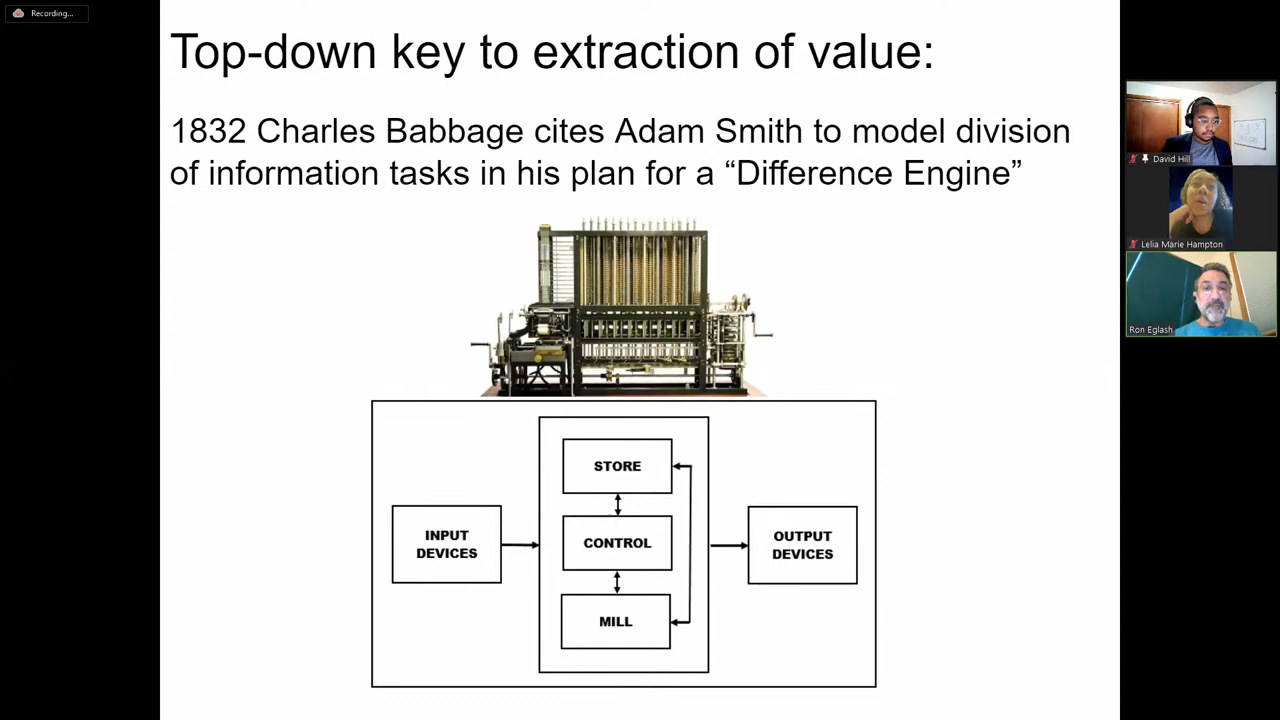 Recording...
Top-down key to extraction of value:
1832 Charles Babbage cites Adam Smith to model division
of information tasks in his plan for a “Difference Engine”
STORE
INPUT
DEVICES
CONTROL
OUTPUT
DEVICES
MILL
David Hill
Lelia Marie Hampton
Ron Eglash